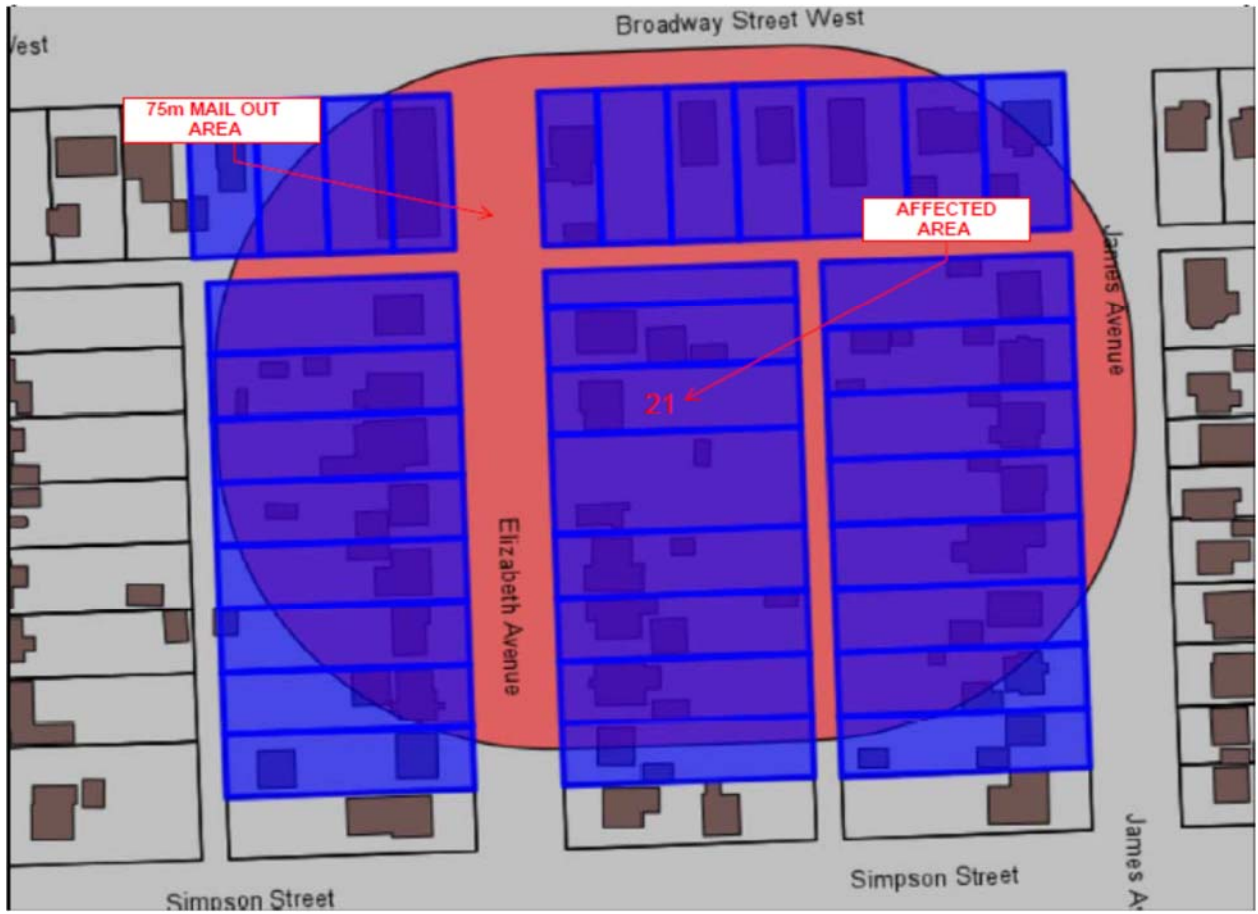 Broadway Street West
West
75m MAIL OUT
AREA
AFFECTED
AREA
James Avenue
21
Elizabeth Avenue
James Av
Simpson Street
Simpson Street